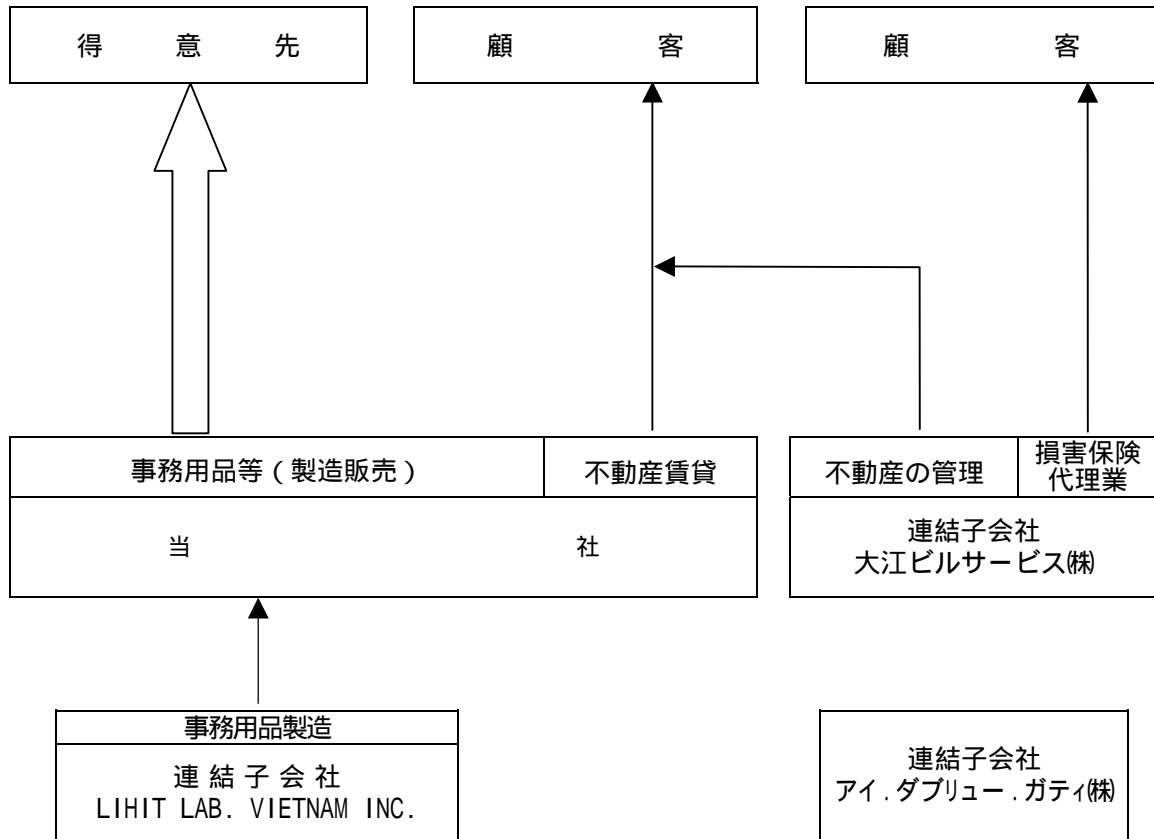 得 意 先
顧 客
顧 客
事務用品等（製造販売）
不動産賃貸
不動産の管理
損害保険
代理業
当 社
連結子会社
大江ビルサービス㈱
事務用品製造
連 結 子 会 社
LIHIT LAB. VIETNAM INC.
連結子会社
アイ．ダブリュー．ガティ㈱